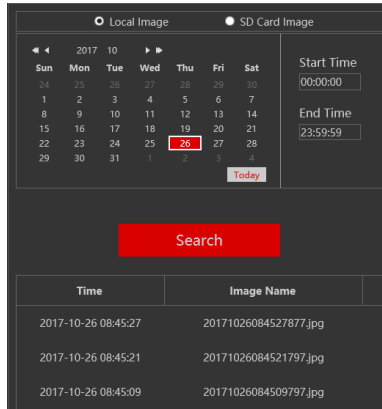 Local Image SD Card Image
2017 10
Sun Mon Tue Wed Thu Fri Sat
24 25 26 27 28 29 30
1 2 3 4 5 6 7
8 9 10 11 12 13 14
15 16 17 18 19 20 21
22 23 24 25 26 27 28
29 30 31 1 2 3 4
Today
Start Time
00:00:00
End Time
23:59:59
Search
Time Image Name
2017-10-26 08:45:27 20171026084527877.jpg
2017-10-26 08:45:21 20171026084521797.jpg
2017-10-26 08:45:09 20171026084509797.jpg